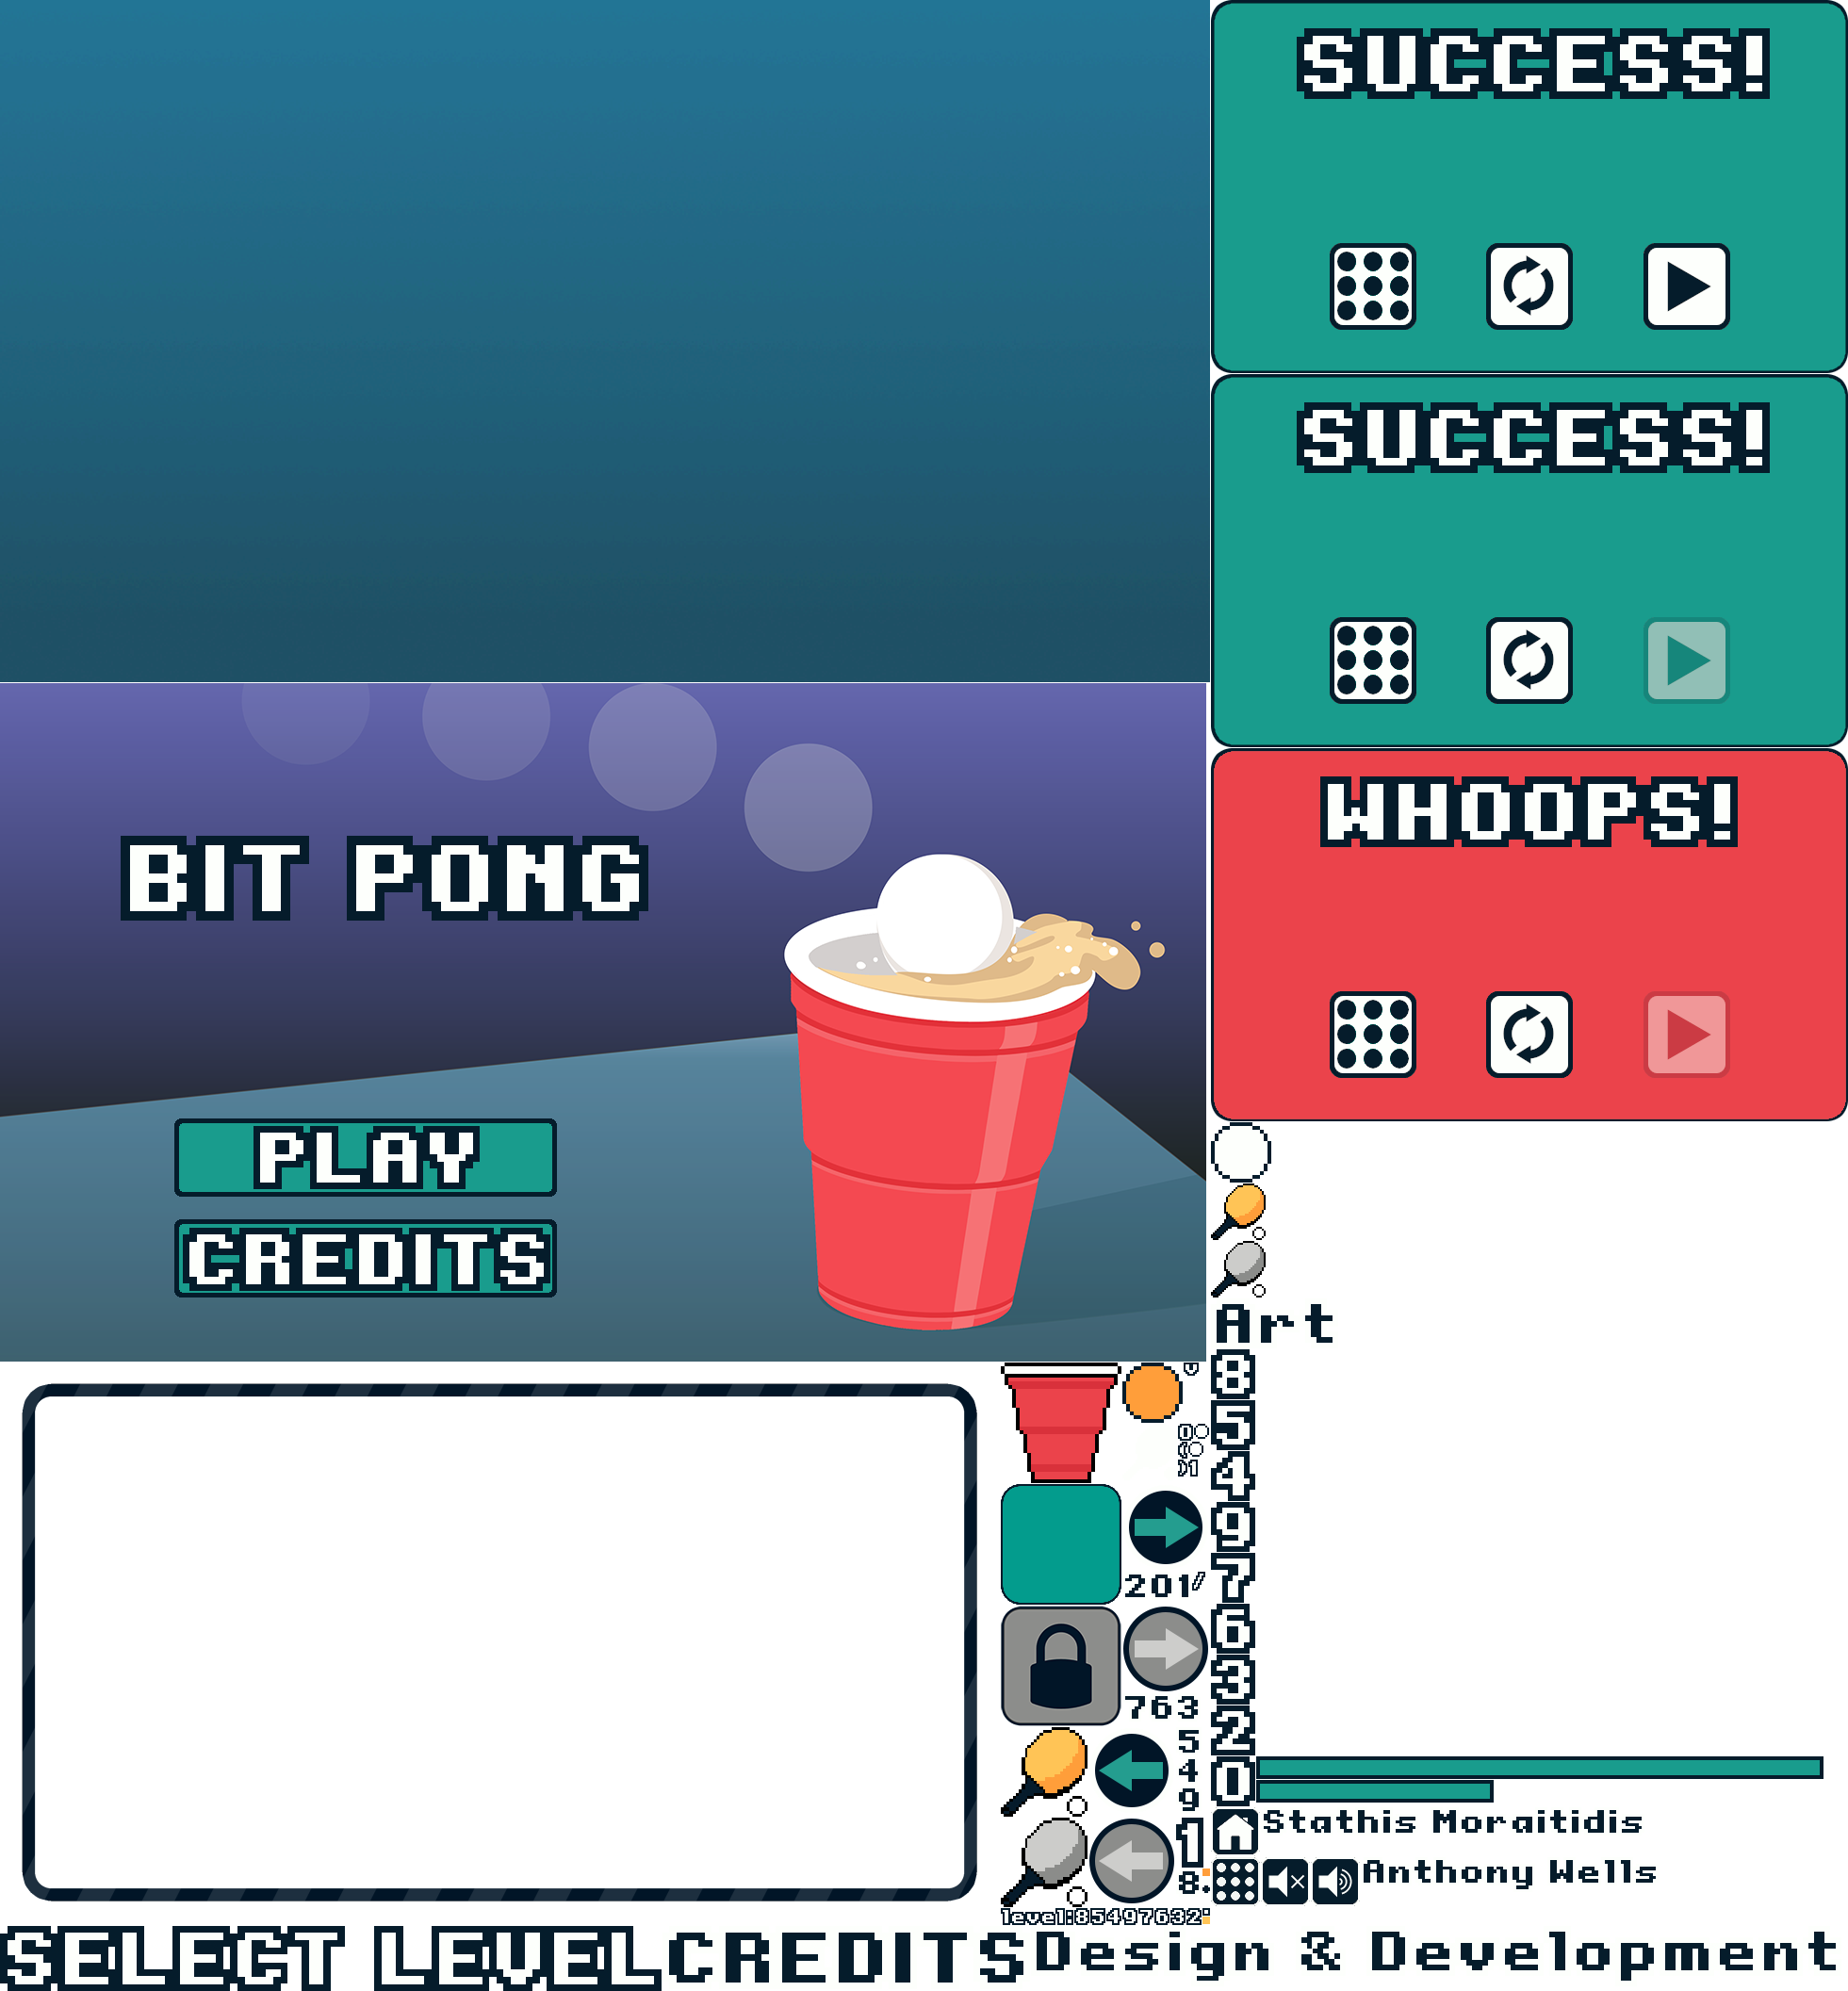 SUCCESS!
SUCCESS!
WHOOPS!
BIT PONG
PLAY
CREDITS
Art
8
5
4
9
7
6
3
2
0
201/
763
5
4
9
1
8:
level:85497632
Stathis Moraitidis
Anthony Wells
SELECT LEVEL
CREDITS
Design & Development